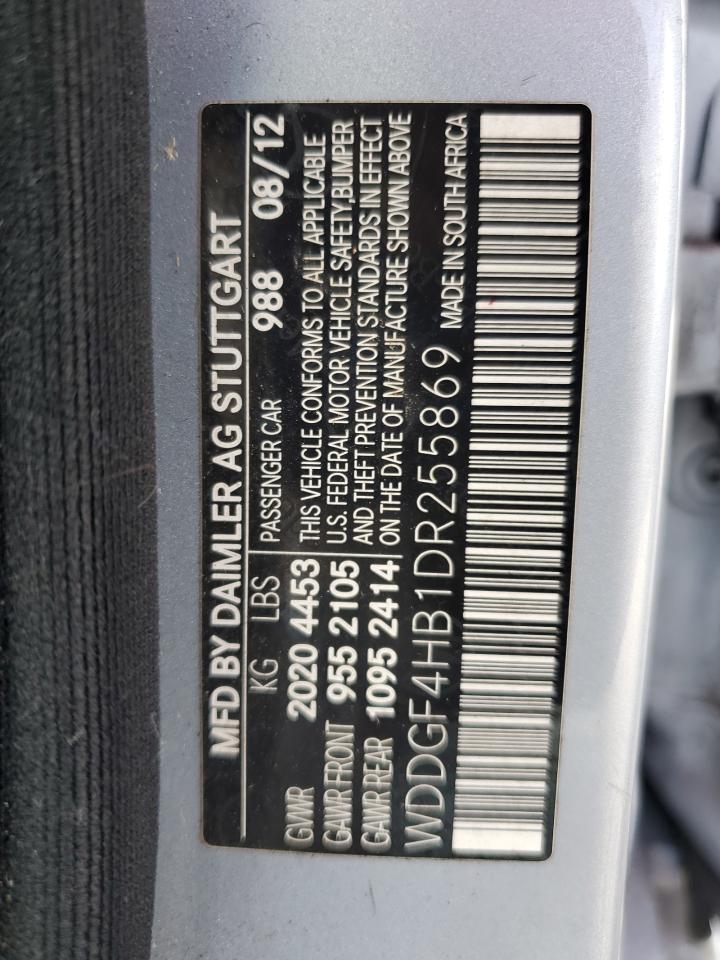 MFD BY DAIMLER AG STUTTGART
KG LBS PASSENGER CAR 988 08/12
GVWR 2020 4453 THIS VEHICLE CONFORMS TO ALL APPLICABLE
GAWR FRONT 955 2105 U.S. FEDERAL MOTOR VEHICLE SAFETY,BUMPER
GAWR REAR 1095 2414 AND THEFT PREVENTION STANDARDS IN EFFECT
ON THE DATE OF MANUFACTURE SHOWN ABOVE
WDDGF4HB1DR255869 MADE IN SOUTH AFRICA